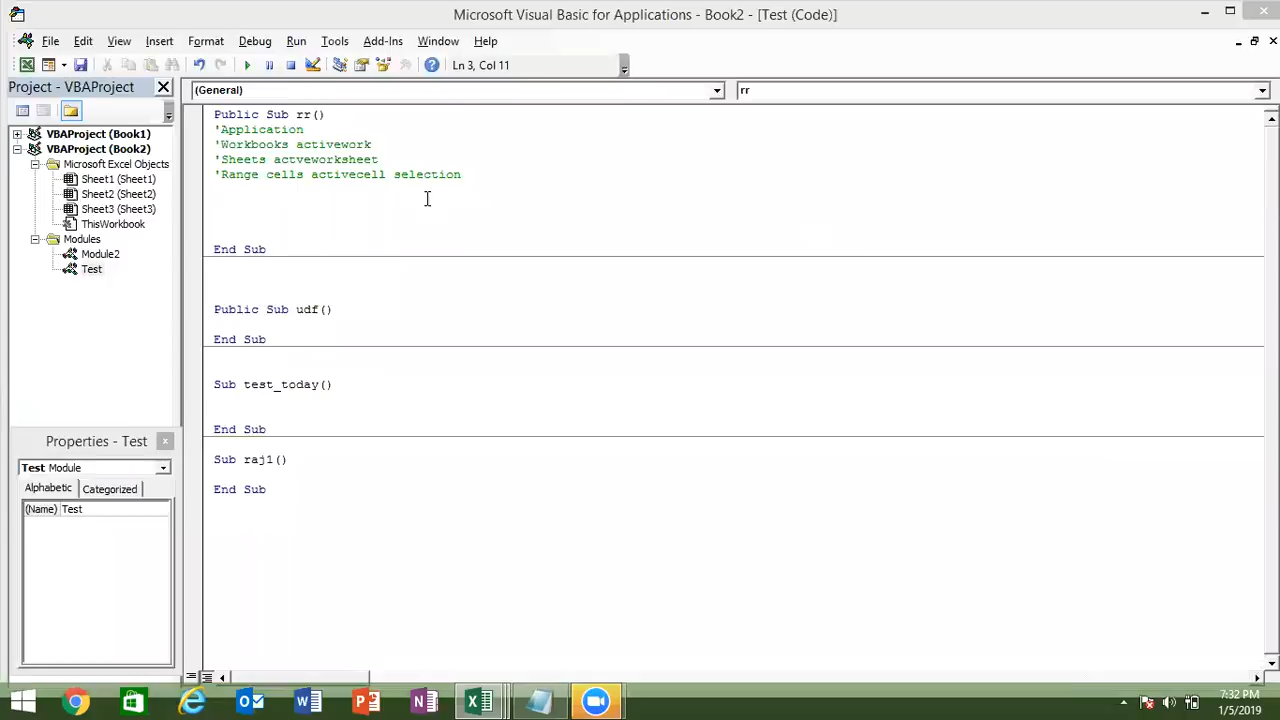 Microsoft Visual Basic for Applications - Book2 - [Test (Code)]
File Edit View Insert Format Debug Run Tools Add-Ins Window Help
Ln 3, Col 11
Project - VBAProject
(General)
rr
VBAProject (Book1)
VBAProject (Book2)
Microsoft Excel Objects
Sheet1 (Sheet1)
Sheet2 (Sheet2)
Sheet3 (Sheet3)
ThisWorkbook
Modules
Module2
Test
Public Sub rr()
'Application
'Workbooks activework
'Sheets actveworksheet
'Range cells activecell selection
End Sub
Public Sub udf()
End Sub
Sub test_today()
End Sub
Sub raj1()
End Sub
Properties - Test
Test Module
Alphabetic Categorized
(Name) Test
7:32 PM
1/5/2019